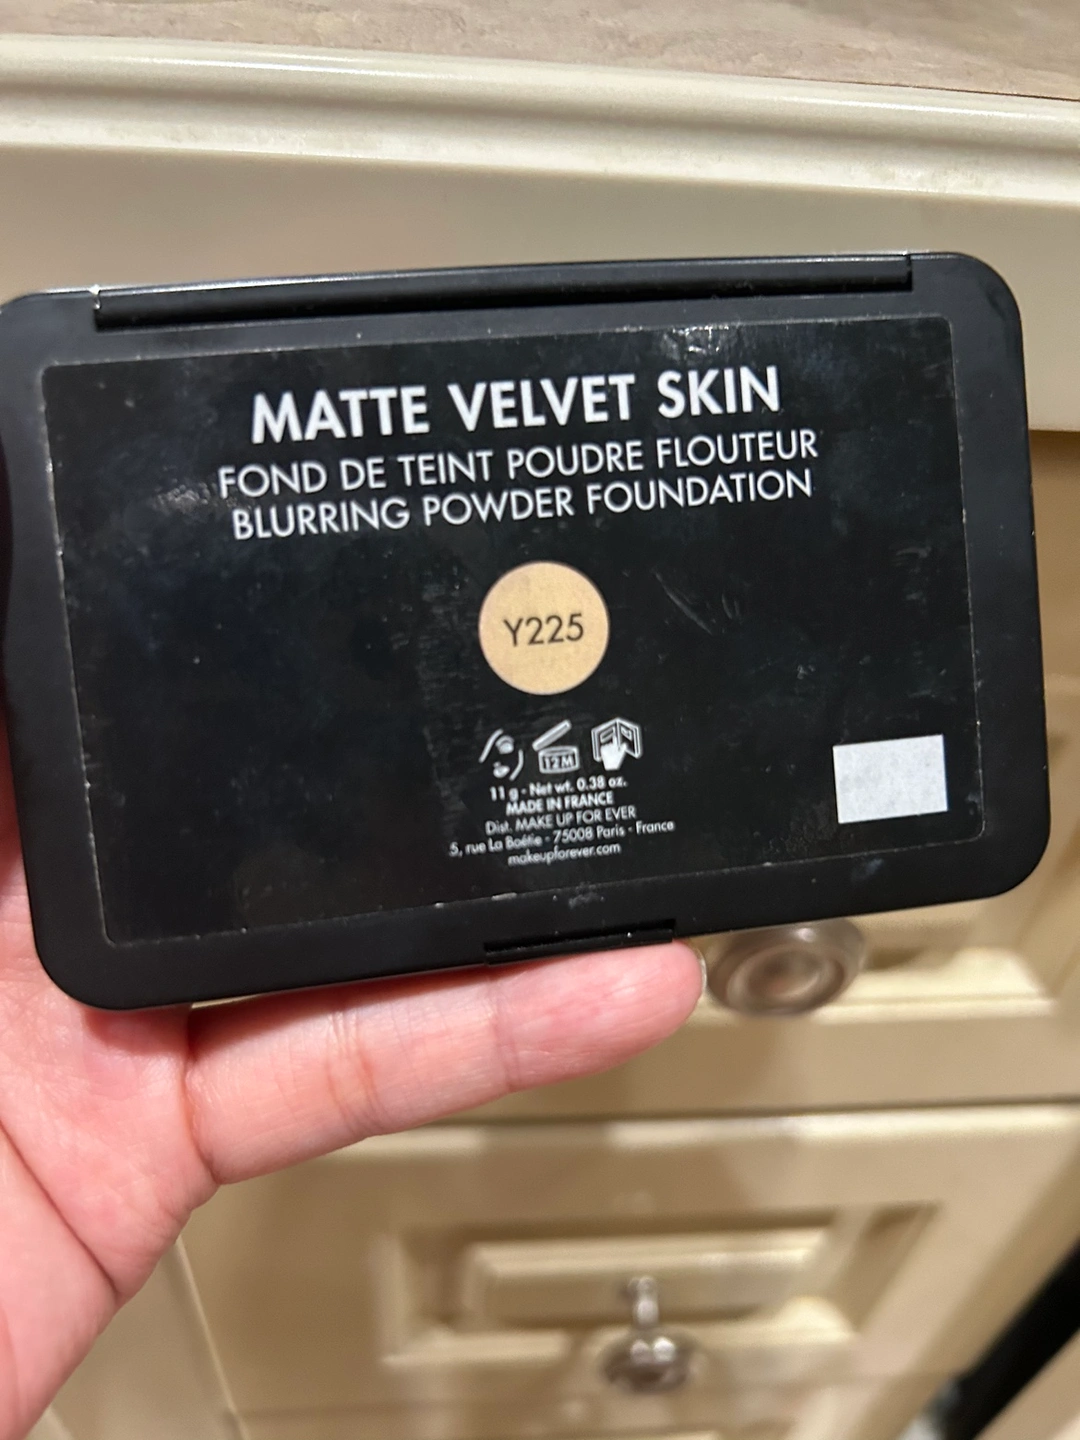 MATTE VELVET SKIN
FOND DE TEINT POUDRE FLOUTEUR
BLURRING POWDER FOUNDATION
Y225
12M
11 g - Net wt. 0.38 oz.
MADE IN FRANCE
Dist. MAKE UP FOR EVER
5, rue La Boétie - 75008 Paris - France
makeupforever.com